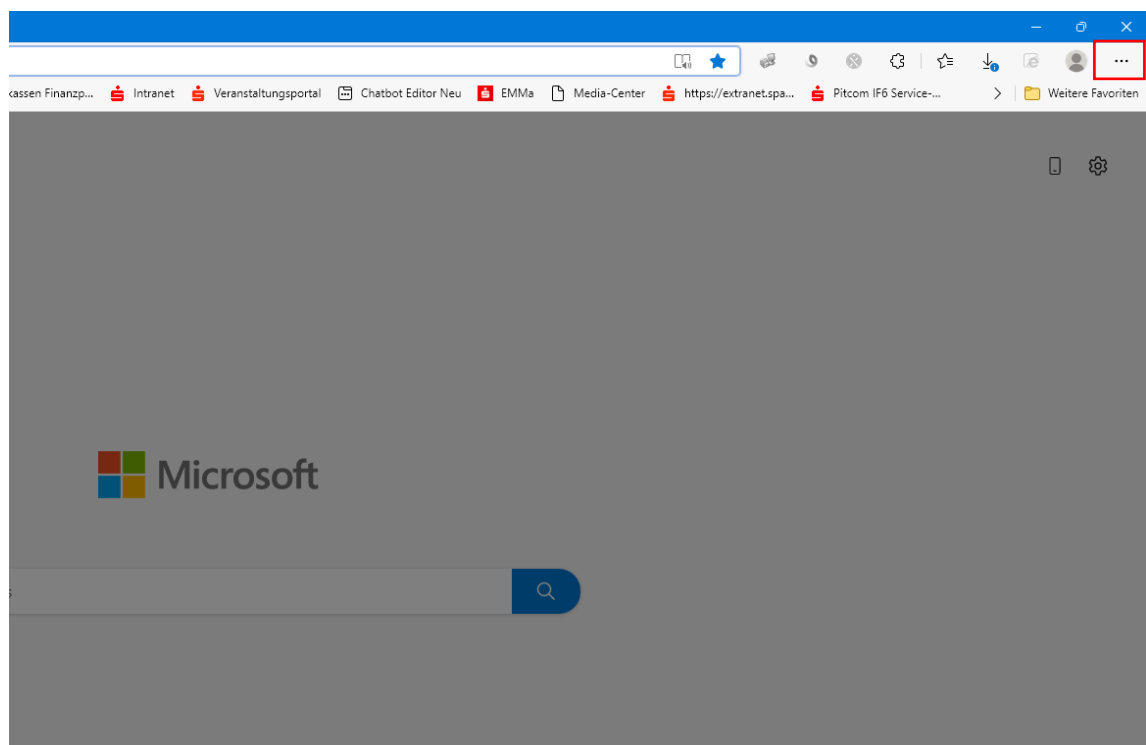 kassen Finanzp... Intranet Veranstaltungsportal Chatbot Editor Neu EMMa Media-Center https://extranet.spa... Pitcom IF6 Service-... Weitere Favoriten
Microsoft